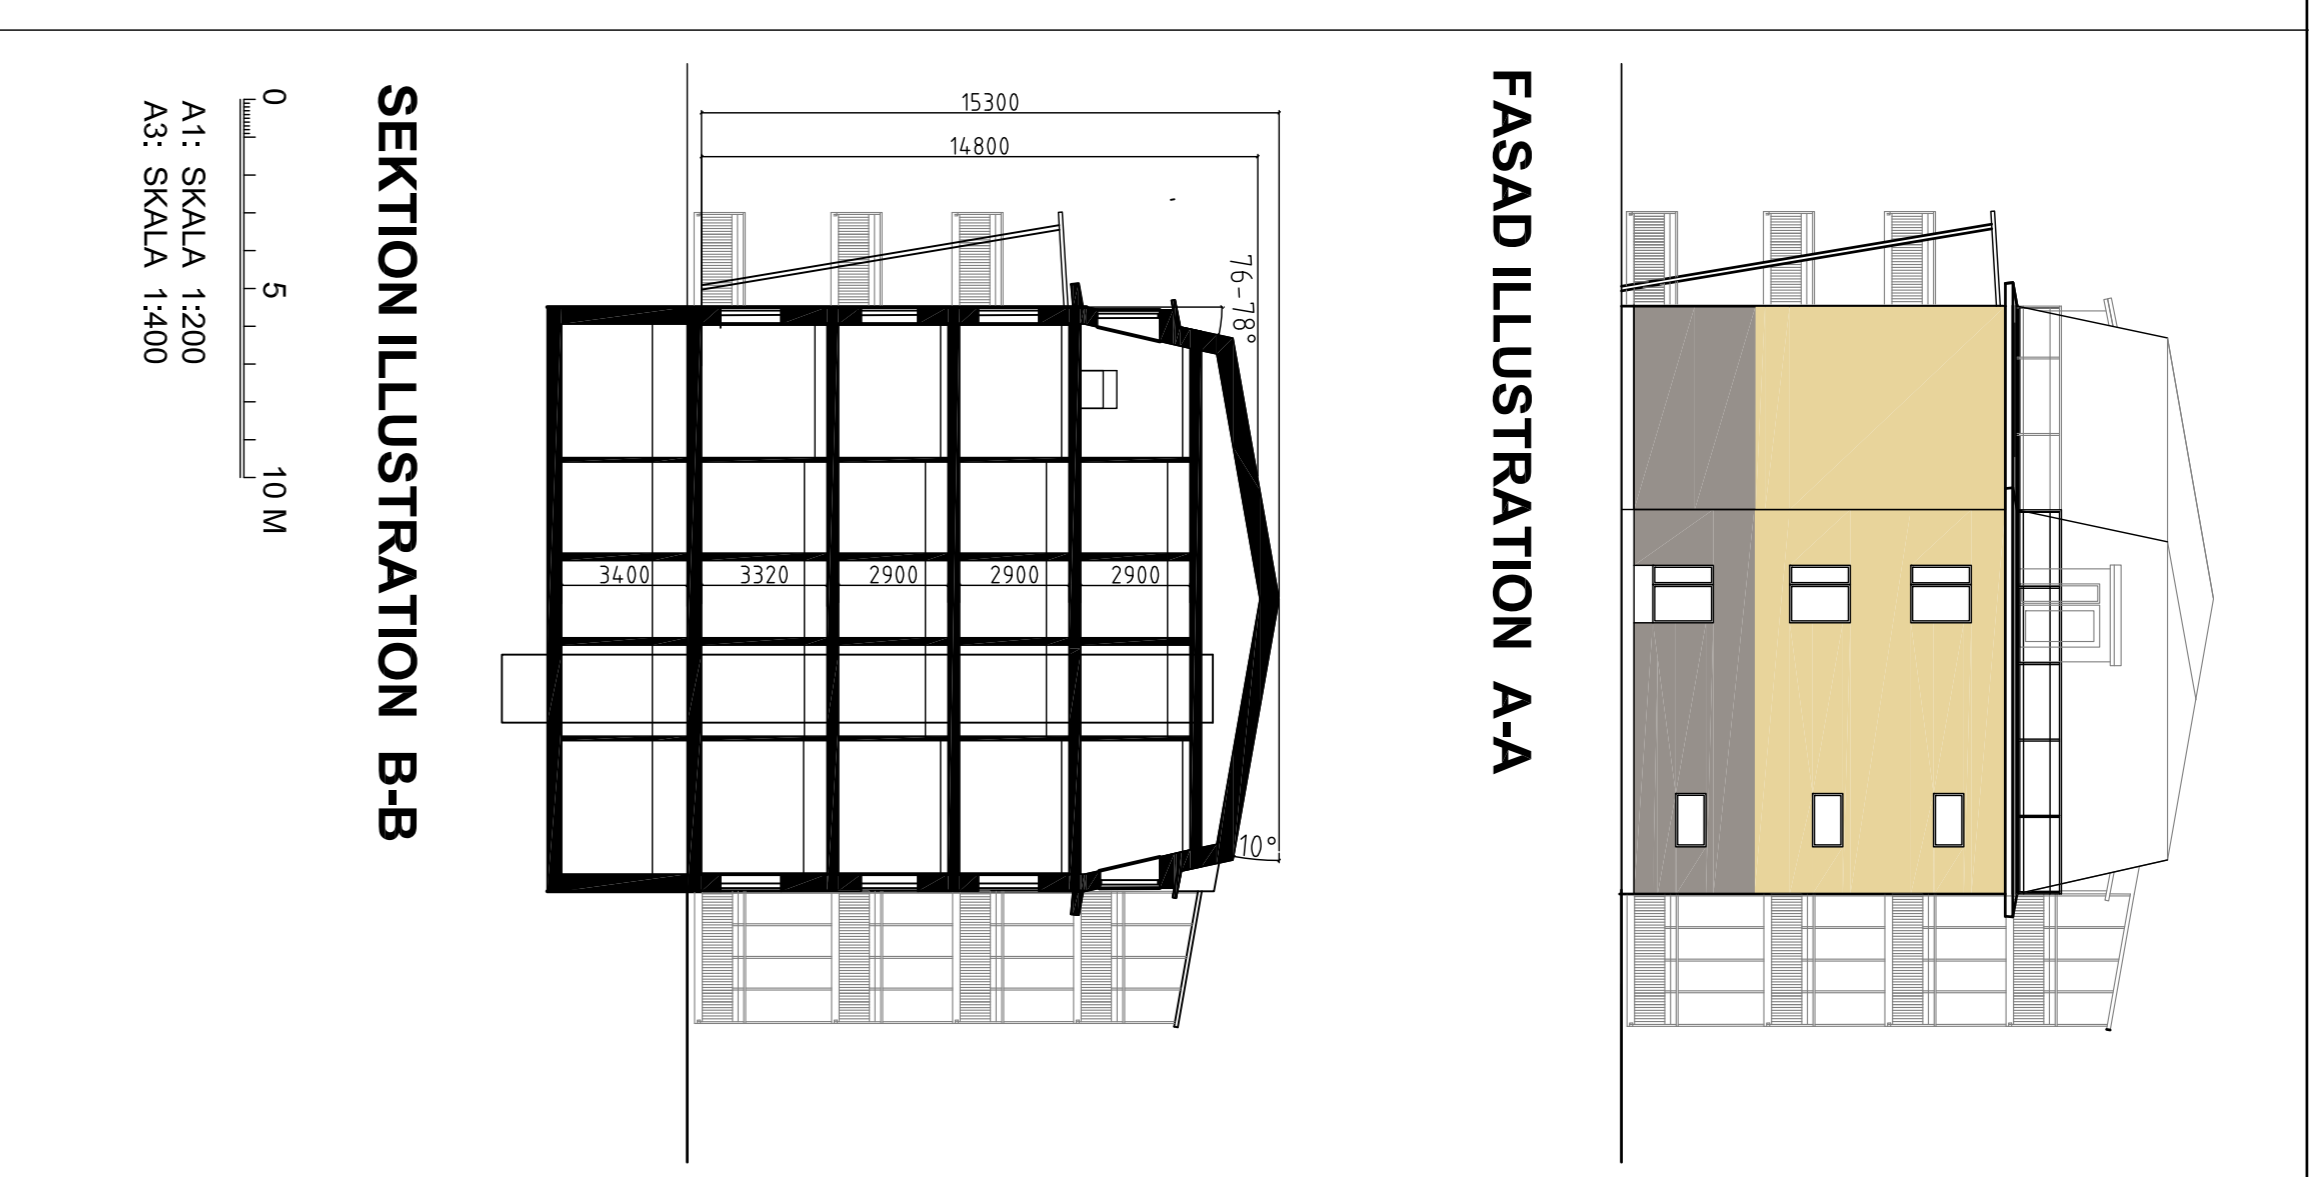 FASAD ILLUSTRATION A-A
15300
14800
76-78°
10°
3400 3320 2900 2900 2900
SEKTION ILLUSTRATION B-B
0 5 10 M
A1: SKALA 1:200
A3: SKALA 1:400